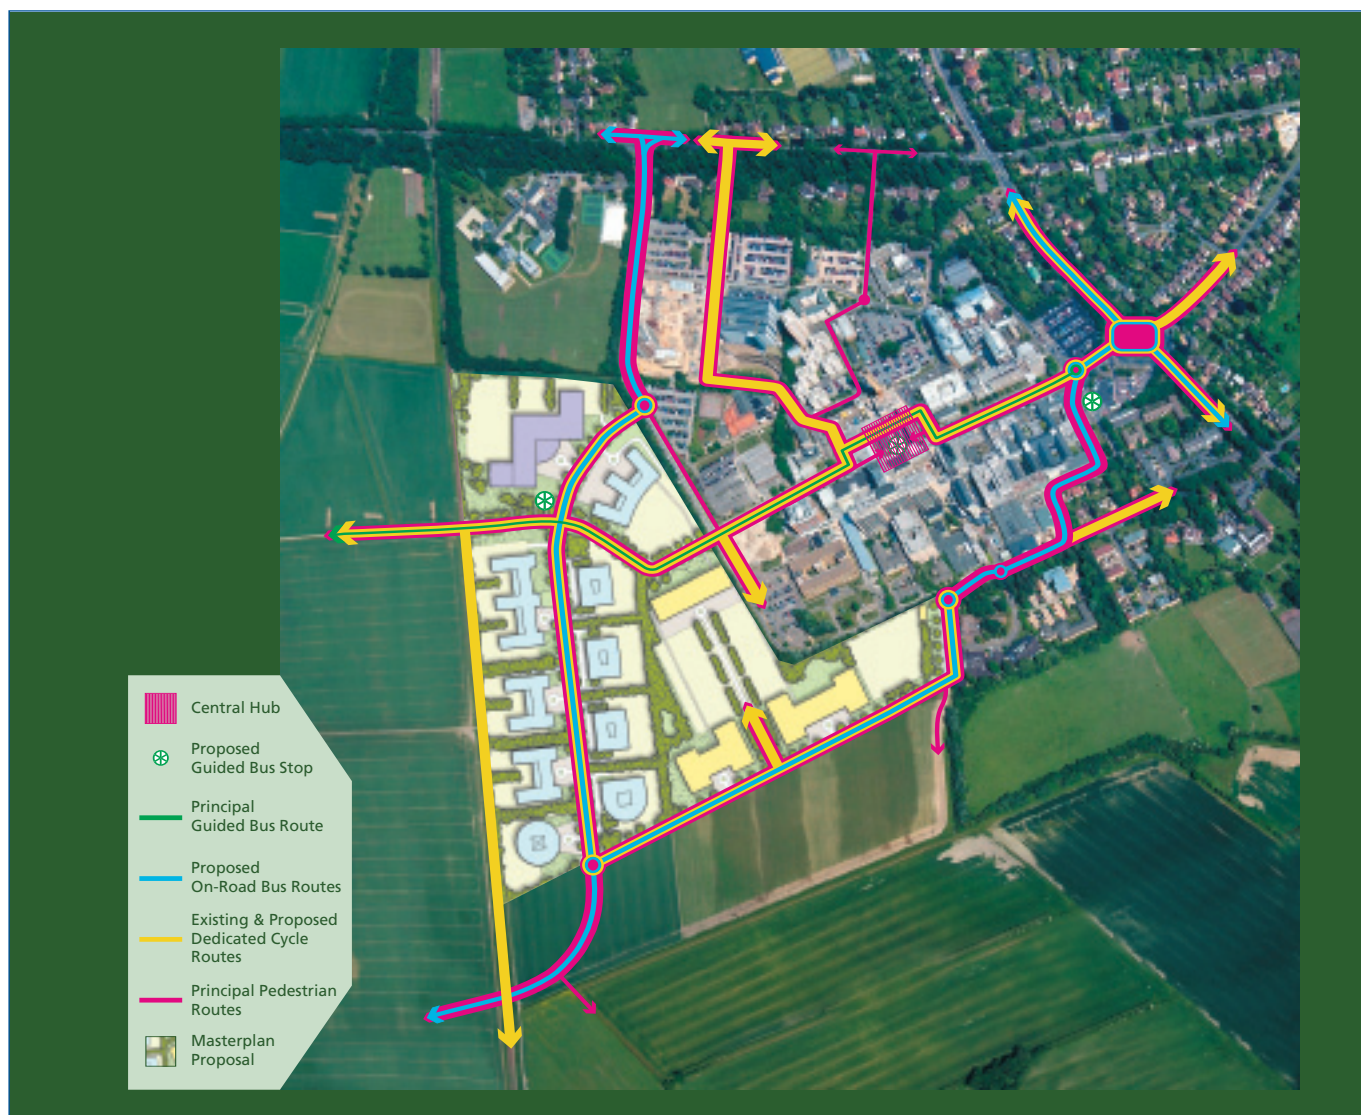 Central Hub
Proposed
Guided Bus Stop
Principal
Guided Bus Route
Proposed
On-Road Bus Routes
Existing & Proposed
Dedicated Cycle
Routes
Principal Pedestrian
Routes
Masterplan
Proposal